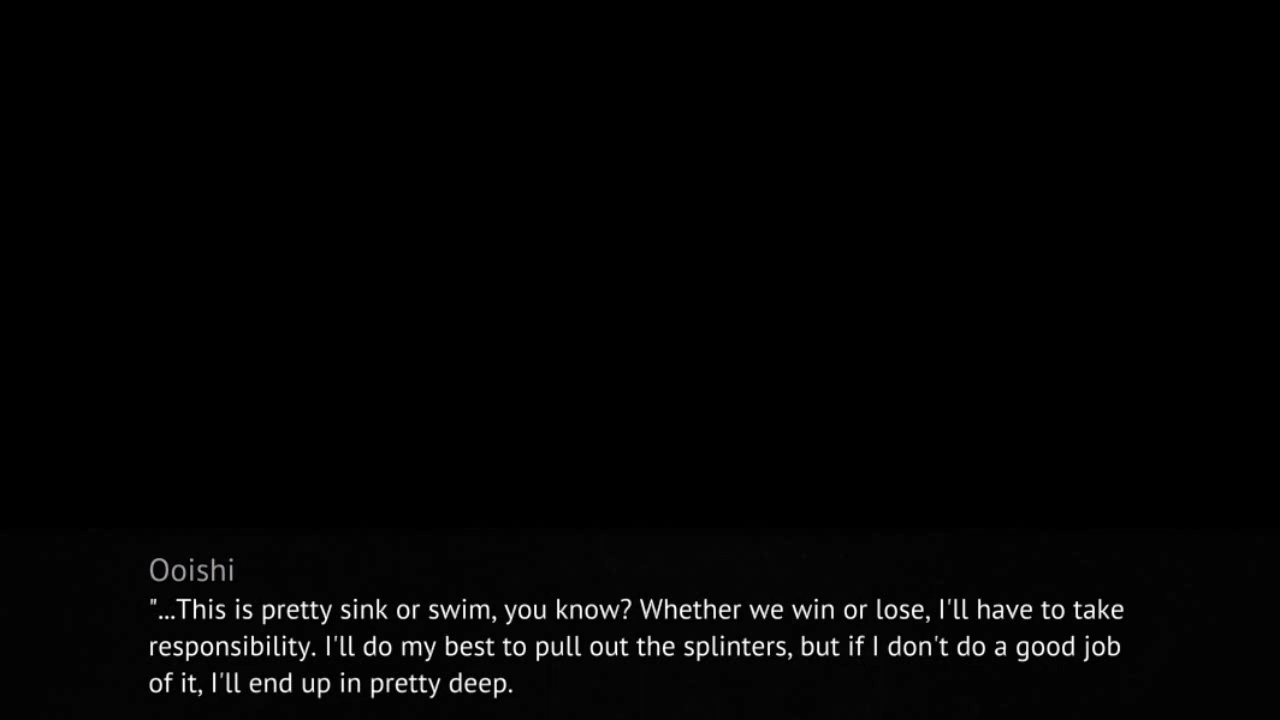 Ooishi
"...This is pretty sink or swim, you know? Whether we win or lose, I'll have to take
responsibility. I'll do my best to pull out the splinters, but if I don't do a good job
of it, I'll end up in pretty deep.